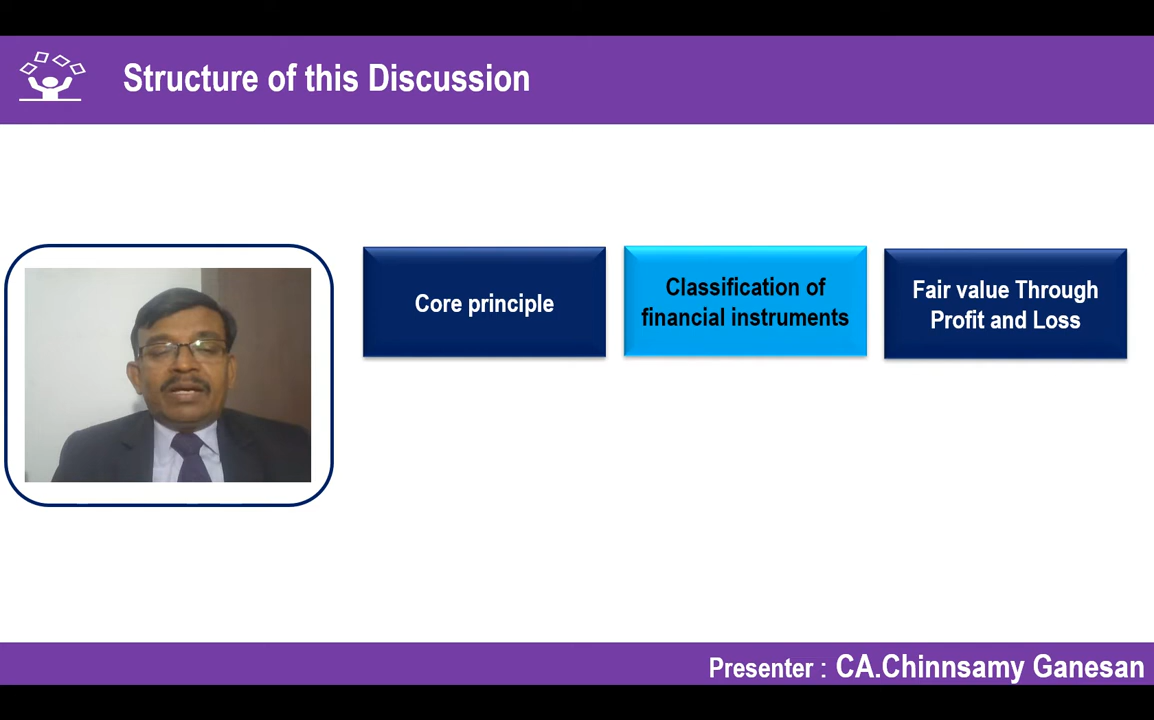 Structure of this Discussion
Core principle
Classification of
financial instruments
Fair value Through
Profit and Loss
Presenter : CA.Chinnsamy Ganesan